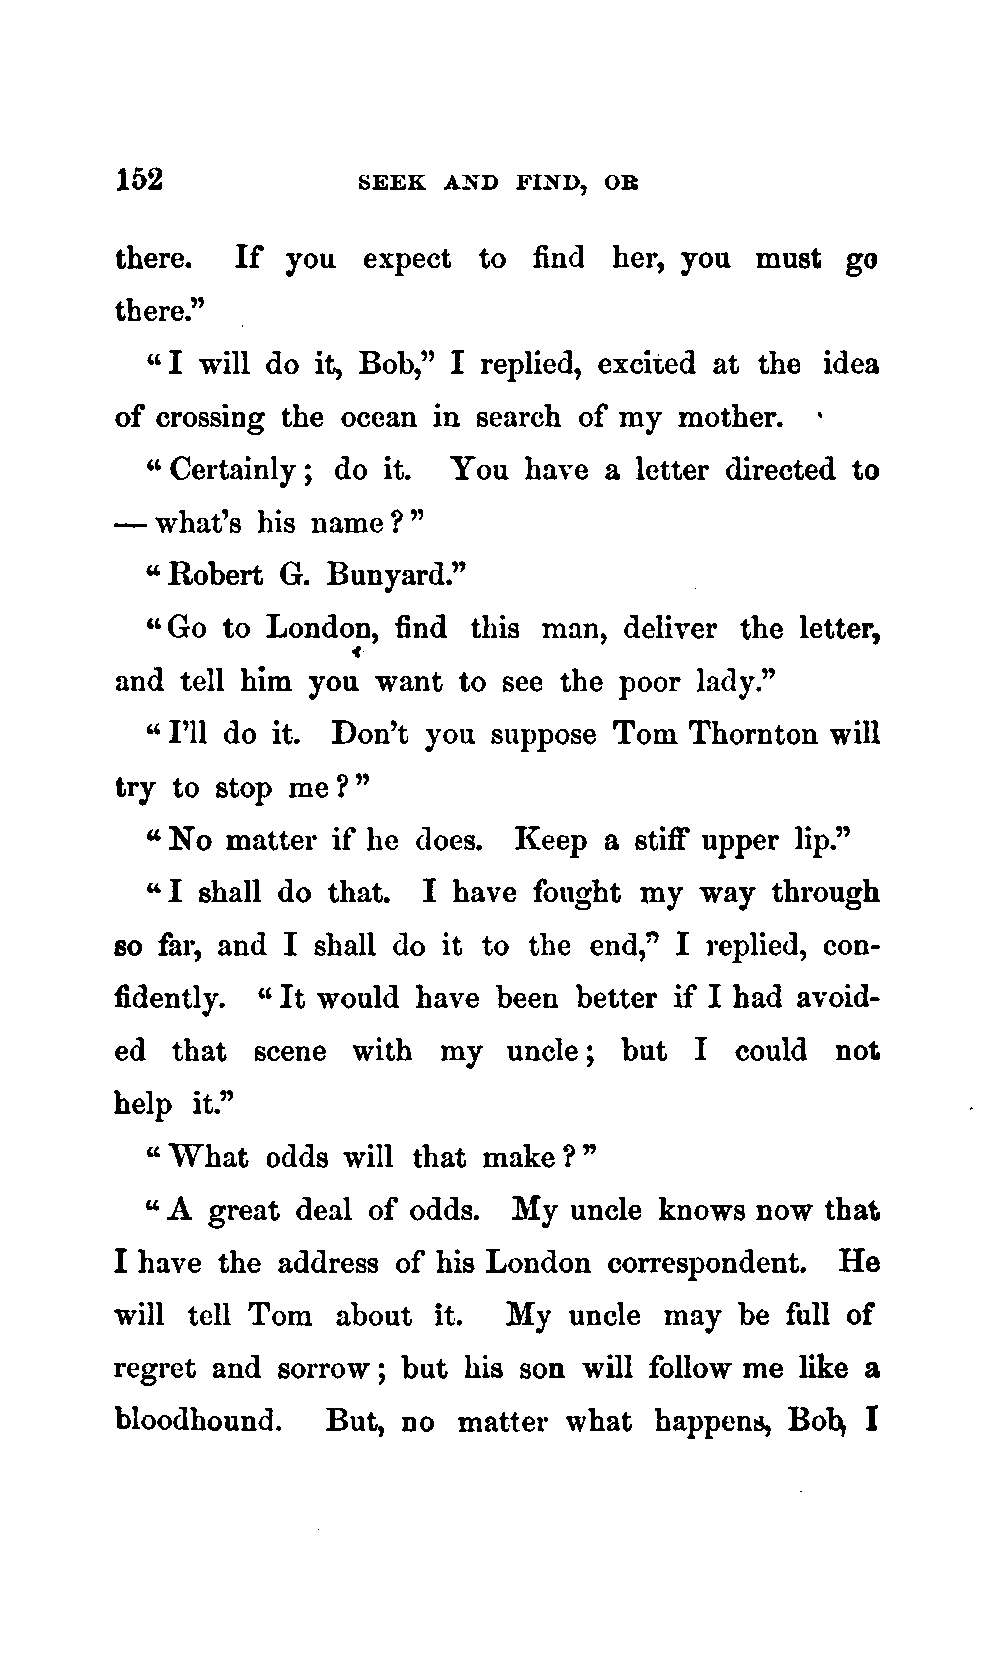 152 SEEK AND FIND, OR
there. If you expect to find her, you must go
there.”
“I will do it, Bob,” I replied, excited at the idea
of crossing the ocean in search of my mother.
“Certainly; do it. You have a letter directed to
— what’s his name?”
“Robert G. Bunyard.”
“Go to London, find this man, deliver the letter,
and tell him you want to see the poor lady.”
“I’ll do it. Don’t you suppose Tom Thornton will
try to stop me?”
“No matter if he does. Keep a stiff upper lip.”
“I shall do that. I have fought my way through
so far, and I shall do it to the end,” I replied, con-
fidently. “It would have been better if I had avoid-
ed that scene with my uncle; but I could not
help it.”
“What odds will that make?”
“A great deal of odds. My uncle knows now that
I have the address of his London correspondent. He
will tell Tom about it. My uncle may be full of
regret and sorrow; but his son will follow me like a
bloodhound. But, no matter what happens, Bob, I